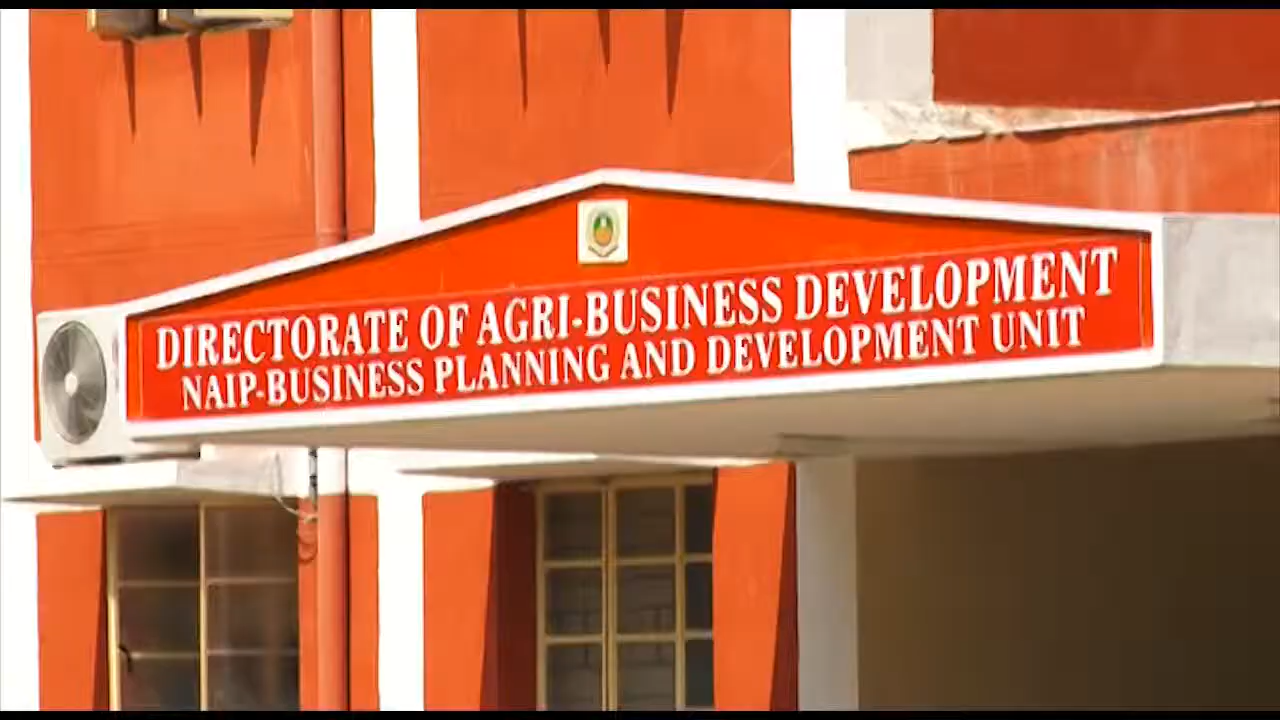 DIRECTORATE OF AGRI-BUSINESS DEVELOPMENT
NAIP-BUSINESS PLANNING AND DEVELOPMENT UNIT